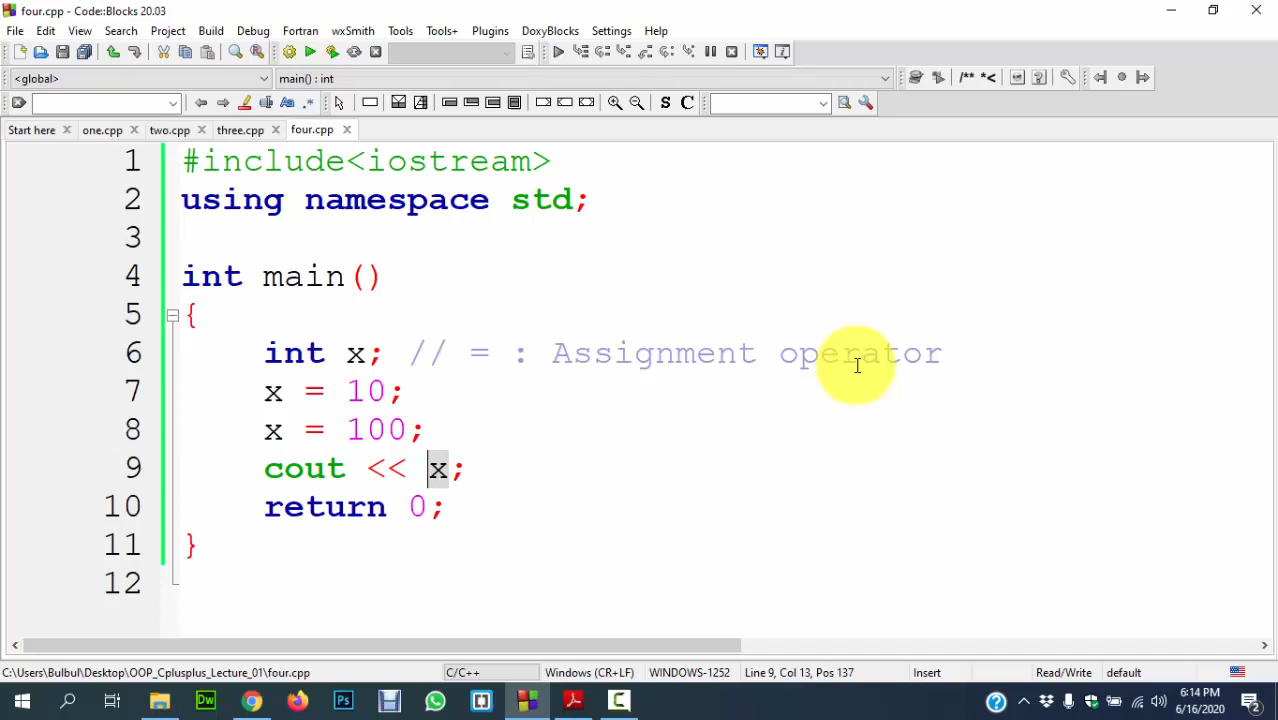 four.cpp - Code::Blocks 20.03
File Edit View Search Project Build Debug Fortran wxSmith Tools Tools+ Plugins DoxyBlocks Settings Help
<global> main() : int /** *<
S C
Start here one.cpp two.cpp three.cpp four.cpp
1 #include<iostream>
2 using namespace std;
3
4 int main()
5 {
6 int x; // = : Assignment operator
7 x = 10;
8 x = 100;
9 cout << x;
10 return 0;
11 }
12
C:\Users\Bulbul\Desktop\OOP_Cplusplus_Lecture_01\four.cpp C/C++ Windows (CR+LF) WINDOWS-1252 Line 9, Col 13, Pos 137 Insert Read/Write default
Dw Ps 6:14 PM
6/16/2020 2